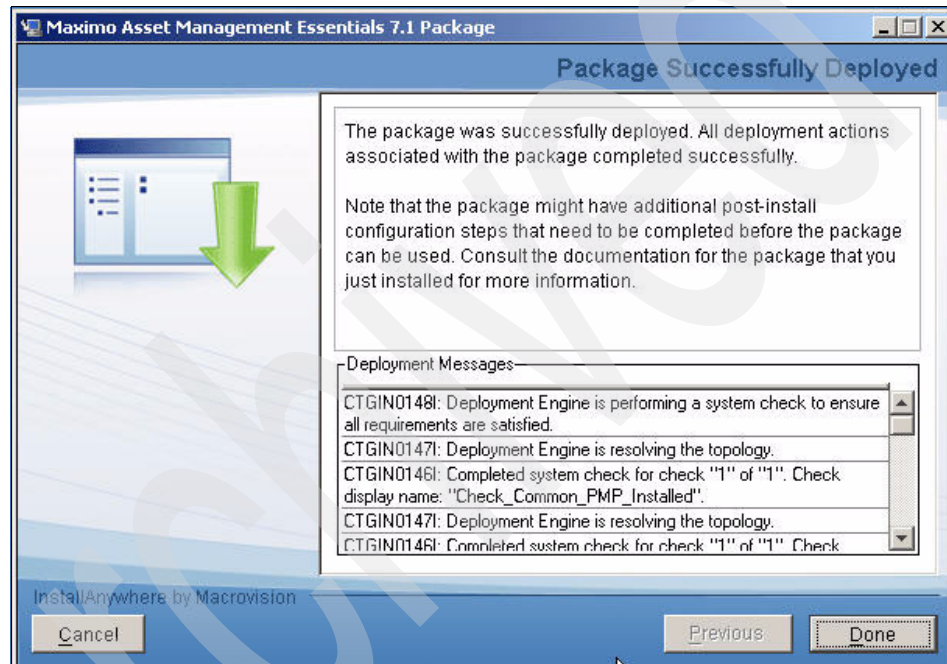 Maximo Asset Management Essentials 7.1 Package
Package Successfully Deployed
The package was successfully deployed. All deployment actions
associated with the package completed successfully.
Note that the package might have additional post-install
configuration steps that need to be completed before the package
can be used. Consult the documentation for the package that you
just installed for more information.
Deployment Messages
CTGIN0148I: Deployment Engine is performing a system check to ensure
all requirements are satisfied.
CTGIN0147I: Deployment Engine is resolving the topology.
CTGIN0146I: Completed system check for check "1" of "1". Check
display name: "Check_Common_PMP_Installed".
CTGIN0147I: Deployment Engine is resolving the topology.
CTGIN0146I: Completed system check for check "1" of "1". Check
InstallAnywhere by Macrovision
Cancel
Previous
Done